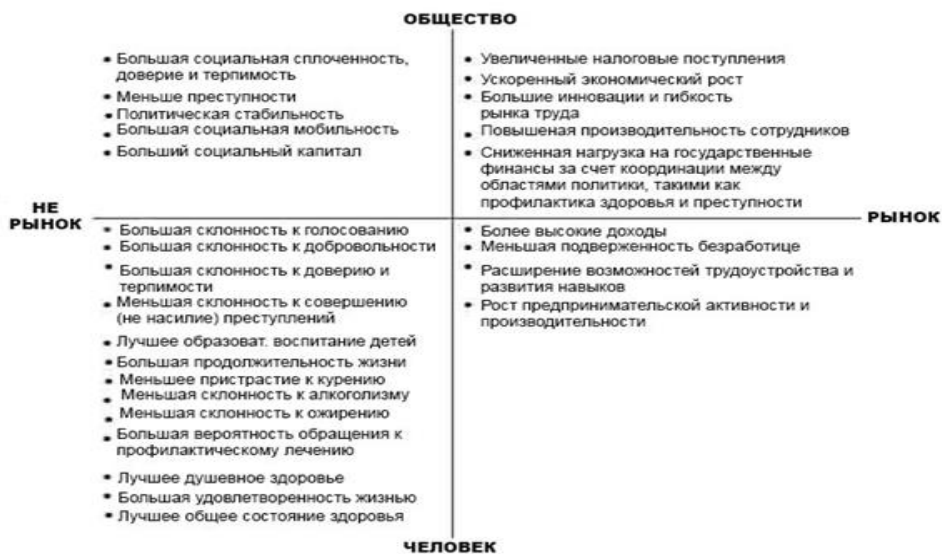 ОБЩЕСТВО
• Большая социальная сплоченность,
доверие и терпимость
• Меньше преступности
• Политическая стабильность
• Большая социальная мобильность
• Больший социальный капитал
• Увеличенные налоговые поступления
• Ускоренный экономический рост
• Большие инновации и гибкость
рынка труда
• Повышеная производительность сотрудников
• Сниженная нагрузка на государственные
финансы за счет координации между
областями политики, такими как
профилактика здоровья и преступности
НЕ
РЫНОК
РЫНОК
• Большая склонность к голосованию
• Большая склонность к добровольности
• Большая склонность к доверию и
терпимости
• Меньшая склонность к совершению
(не насилие) преступлений
• Лучшее образоват. воспитание детей
• Большая продолжительность жизни
• Меньшее пристрастие к курению
• Меньшая склонность к алкоголизму
• Меньшая склонность к ожирению
• Большая вероятность обращения к
профилактическому лечению
• Лучшее душевное здоровье
• Большая удовлетворенность жизнью
• Лучшее общее состояние здоровья
• Более высокие доходы
• Меньшая подверженность безработице
• Расширение возможностей трудоустройства и
развития навыков
• Рост предпринимательской активности и
производительности
ЧЕЛОВЕК